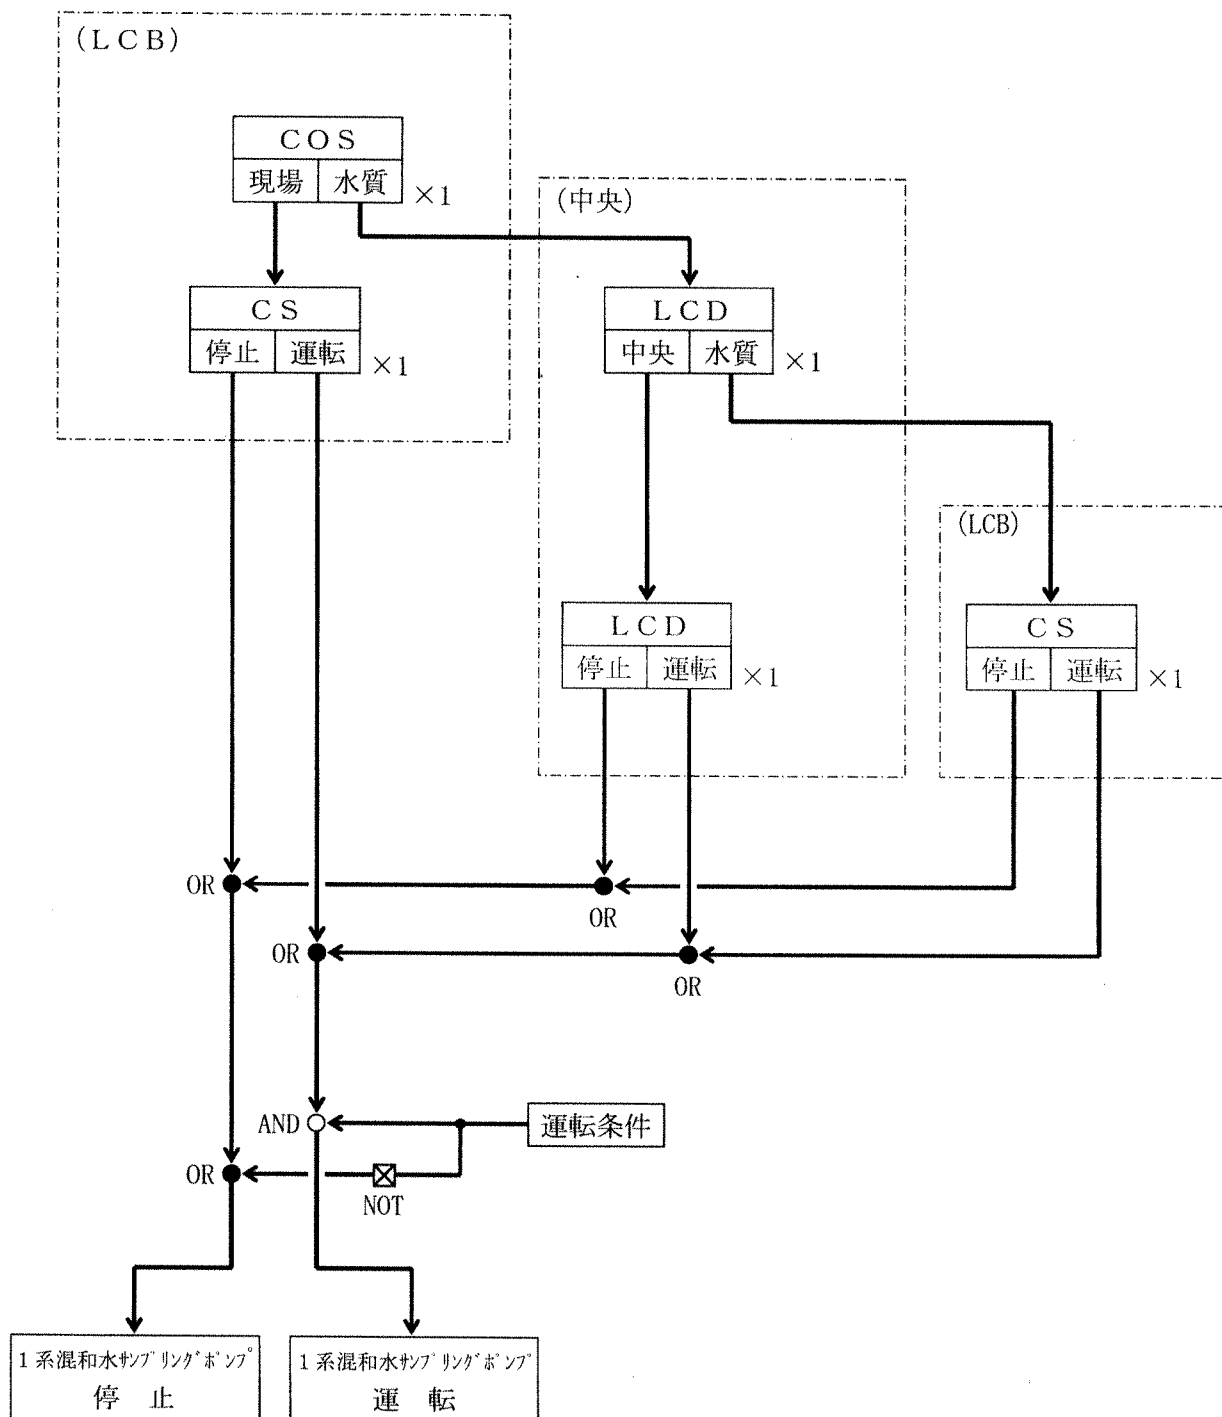 (LCB)
COS
現場 水質 ×1
(中央)
CS
停止 運転 ×1
LCD
中央 水質 ×1
(LCB)
LCD
停止 運転 ×1
CS
停止 運転 ×1
OR
OR
OR
OR
AND
運転条件
OR
NOT
1系混和水ｻﾝﾌﾟﾘﾝｸﾞﾎﾟﾝﾌﾟ
停 止
1系混和水ｻﾝﾌﾟﾘﾝｸﾞﾎﾟﾝﾌﾟ
運 転